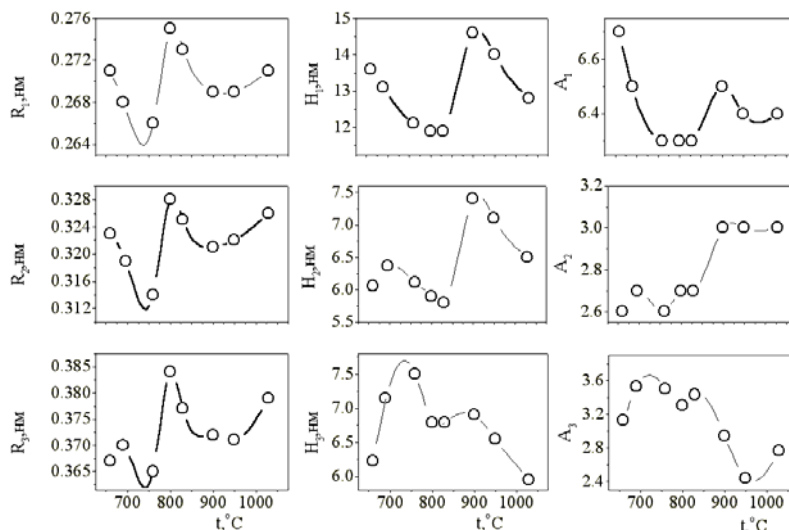 0.276
0.272
0.268
0.264
R₁,нм
15
14
13
12
H₁,нм
6.6
6.4
A₁
0.328
0.324
0.320
0.316
0.312
R₂,нм
7.5
7.0
6.5
6.0
5.5
H₂,нм
3.2
3.0
2.8
2.6
A₂
0.385
0.380
0.375
0.370
0.365
R₃,нм
7.5
7.0
6.5
6.0
H₃,нм
3.6
3.2
2.8
2.4
A₃
700 800 900 1000
700 800 900 1000
700 800 900 1000
t,°C
t,°C
t,°C